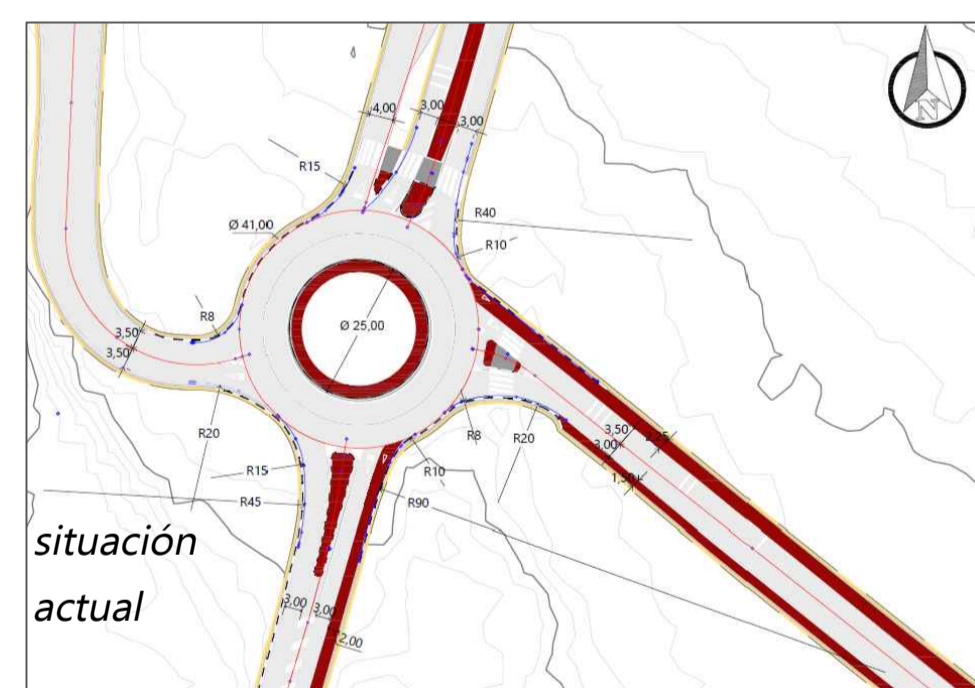 N
4,00
3,00
3,00
R15
R40
Ø 41,00
R10
R8
Ø 25,00
3,50
3,50
R20
R8
R20
3,50
3,00
2,25
R15
R10
1,50
R45
R90
situación
actual
3,00
3,00
2,00